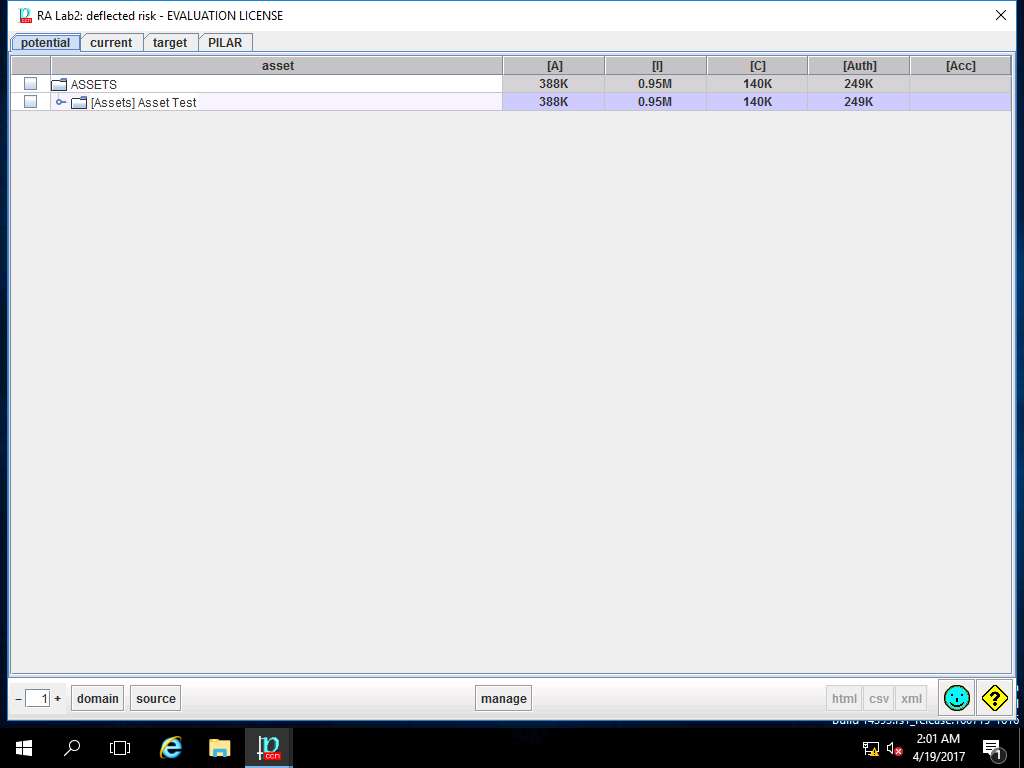 RA Lab2: deflected risk - EVALUATION LICENSE
potential current target PILAR
asset [A] [I] [C] [Auth] [Acc]
ASSETS 388K 0.95M 140K 249K
[Assets] Asset Test 388K 0.95M 140K 249K
− 1 + domain source manage html csv xml ?
2:01 AM
4/19/2017
1